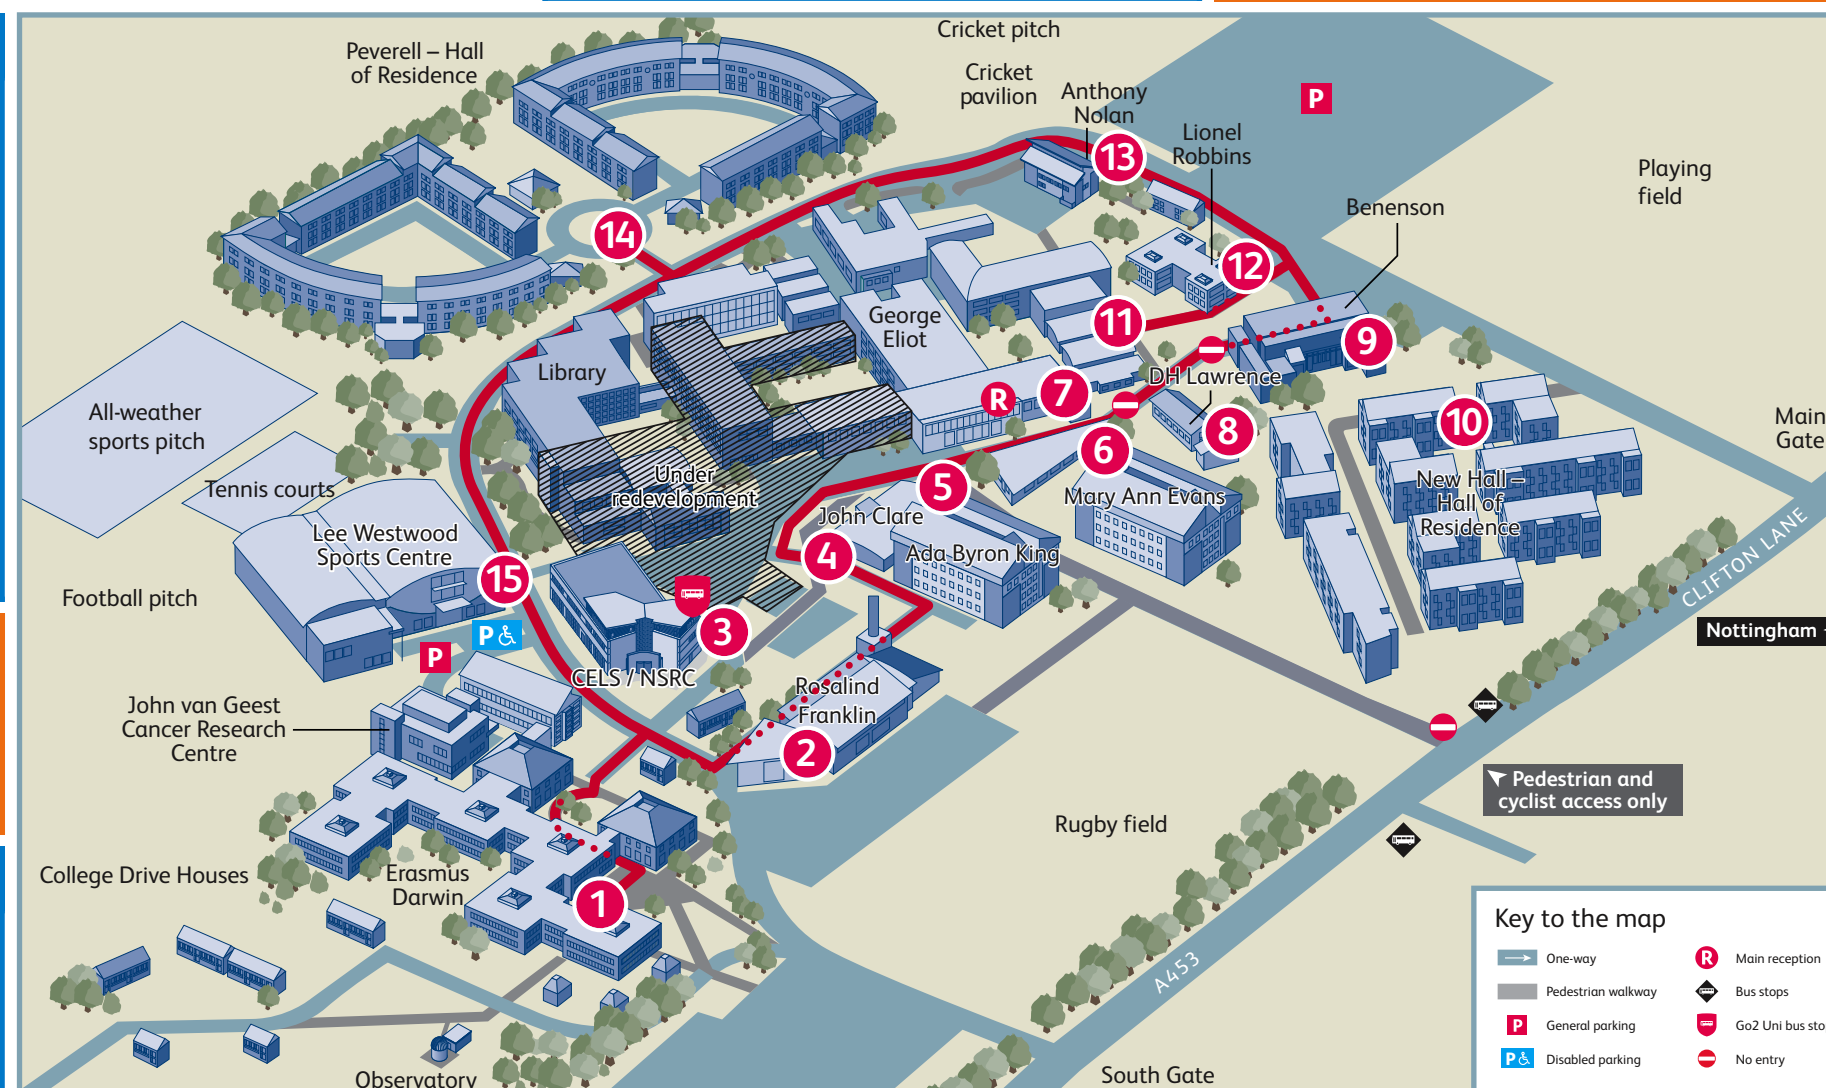 Cricket pitch
Peverell – Hall
of Residence
Cricket
pavilion
Anthony
Nolan
P
Lionel
Robbins
13
Playing
field
Benenson
14
12
George
Eliot
11
9
Library
DH Lawrence
R
7
All-weather
sports pitch
10
8
Main
Gate
6
Under
redevelopment
Tennis courts
5
Mary Ann Evans
New Hall –
Hall of
Residence
John Clare
Lee Westwood
Sports Centre
CLIFTON LANE
4
Ada Byron King
15
Football pitch
3
Nottingham
P
P
CELS / NSRC
Rosalind
Franklin
John van Geest
Cancer Research
Centre
2
Pedestrian and
cyclist access only
Rugby field
College Drive Houses
Erasmus
Darwin
1
A453
Observatory
South Gate
Key to the map
One-way
Pedestrian walkway
P General parking
P Disabled parking
R Main reception
Bus stops
Go2 Uni bus sto
No entry